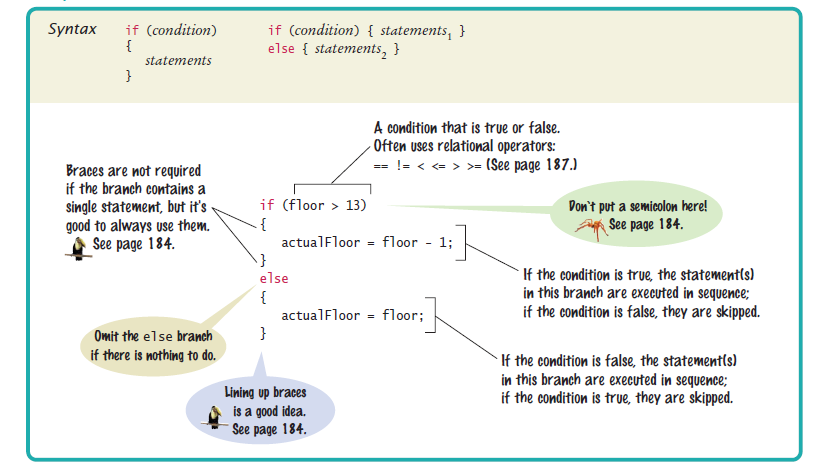 Syntax
if (condition)
{
statements
}
if (condition) { statements1 }
else { statements2 }
A condition that is true or false.
Often uses relational operators:
== != < <= > >= (See page 187.)
Braces are not required
if the branch contains a
single statement, but it's
good to always use them.
See page 184.
if (floor > 13)
{
actualFloor = floor - 1;
}
else
{
actualFloor = floor;
}
Don't put a semicolon here!
See page 184.
If the condition is true, the statement(s)
in this branch are executed in sequence;
if the condition is false, they are skipped.
Omit the else branch
if there is nothing to do.
If the condition is false, the statement(s)
in this branch are executed in sequence;
if the condition is true, they are skipped.
Lining up braces
is a good idea.
See page 184.